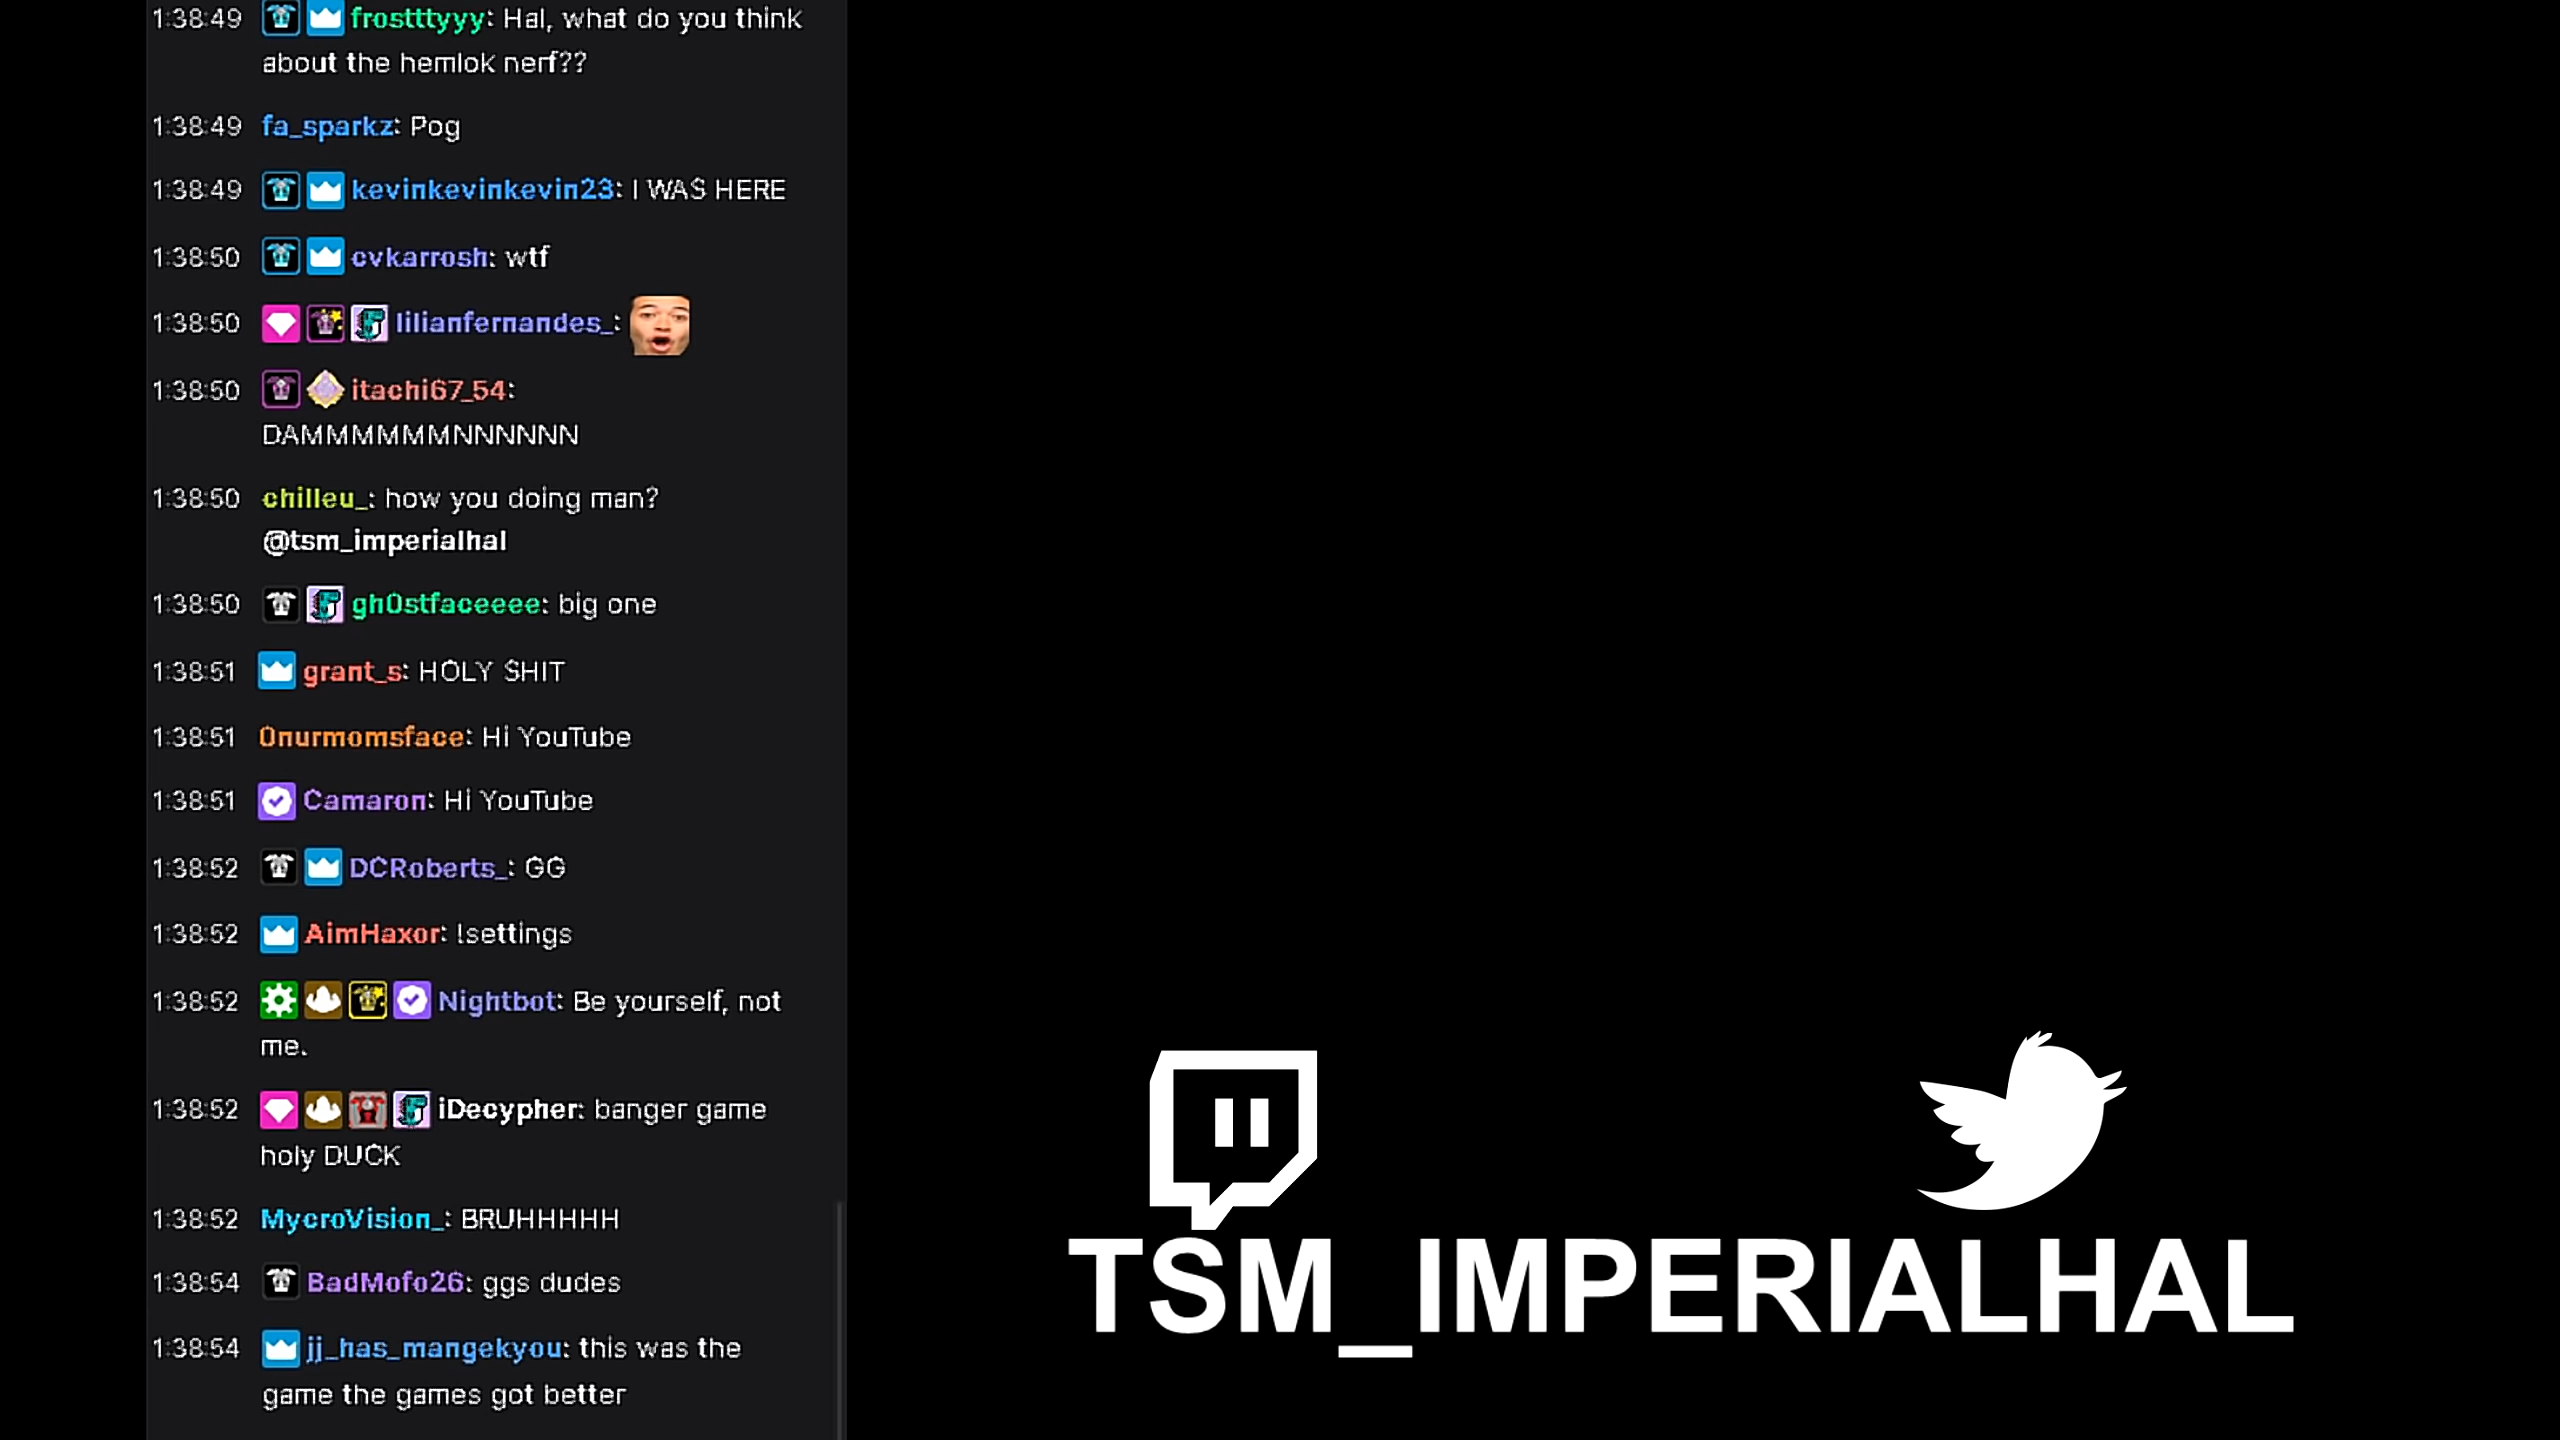 1:38:49 frostttyyy: Hal, what do you think
about the hemlok nerf??
1:38:49 fa_sparkz: Pog
1:38:49 kevinkevinkevin23: I WAS HERE
1:38:50 cvkarrosh: wtf
1:38:50 lilianfernandes_:
1:38:50 itachi67_54:
DAMMMMMMNNNNNN
1:38:50 chilleu_: how you doing man?
@tsm_imperialhal
1:38:50 gh0stfaceeee: big one
1:38:51 grant_s: HOLY SHIT
1:38:51 0nurmomsface: Hi YouTube
1:38:51 Camaron: Hi YouTube
1:38:52 DCRoberts_: GG
1:38:52 AimHaxor: !settings
1:38:52 Nightbot: Be yourself, not
me.
1:38:52 iDecypher: banger game
holy DUCK
1:38:52 MycroVision_: BRUHHHHH
1:38:54 BadMofo26: ggs dudes
1:38:54 jj_has_mangekyou: this was the
game the games got better
TSM_IMPERIALHAL